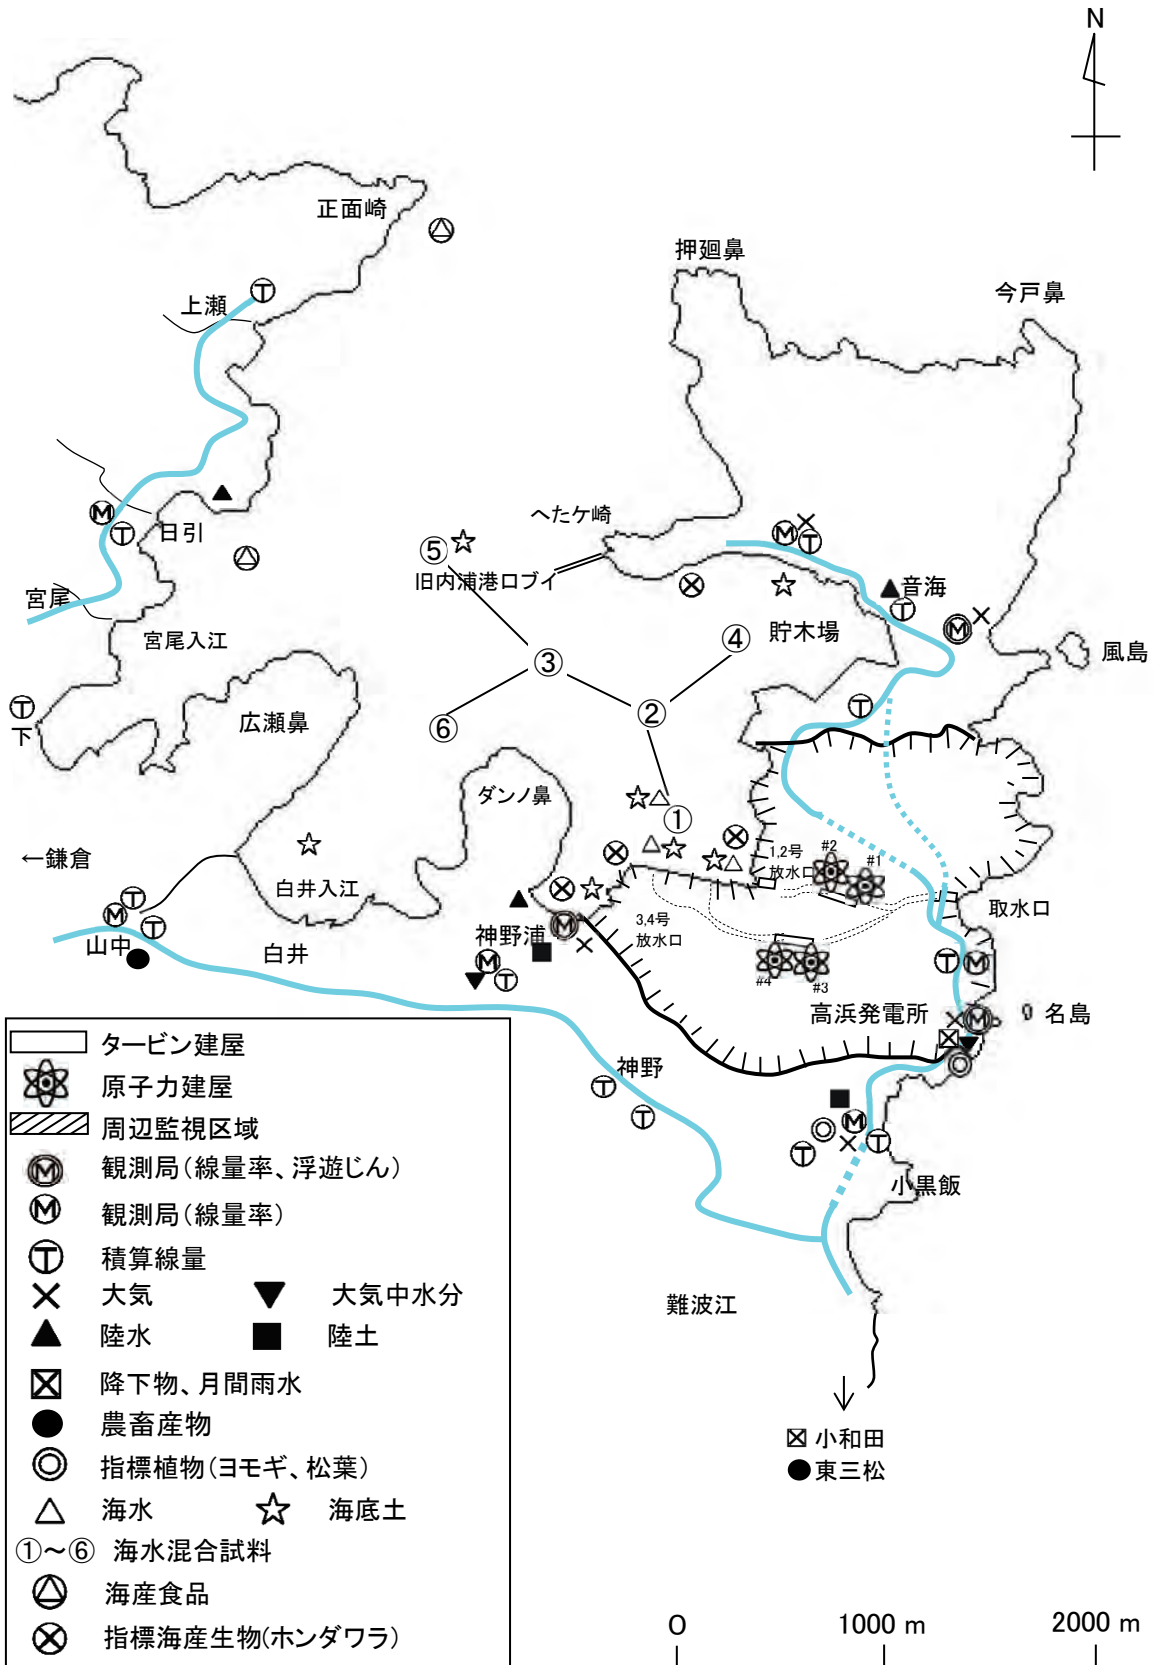 N
正面崎
押廻鼻
上瀬
今戸鼻
へたケ崎
日引
⑤
旧内浦港口ブイ
音海
宮尾
宮尾入江
貯木場
④
風島
③
広瀬鼻
②
⑥
下
ダンノ鼻
①
←鎌倉
白井入江
1,2号
放水口
#2
#1
取水口
山中
白井
神野浦
3,4号
放水口
#4
#3
高浜発電所
名島
神野
小黒飯
難波江
小和田
東三松
タービン建屋
原子力建屋
周辺監視区域
M 観測局(線量率、浮遊じん)
M 観測局(線量率)
T 積算線量
大気 大気中水分
陸水 陸土
降下物、月間雨水
農畜産物
指標植物(ヨモギ、松葉)
海水 海底土
①～⑥ 海水混合試料
海産食品
指標海産生物(ホンダワラ)
0 1000 m 2000 m